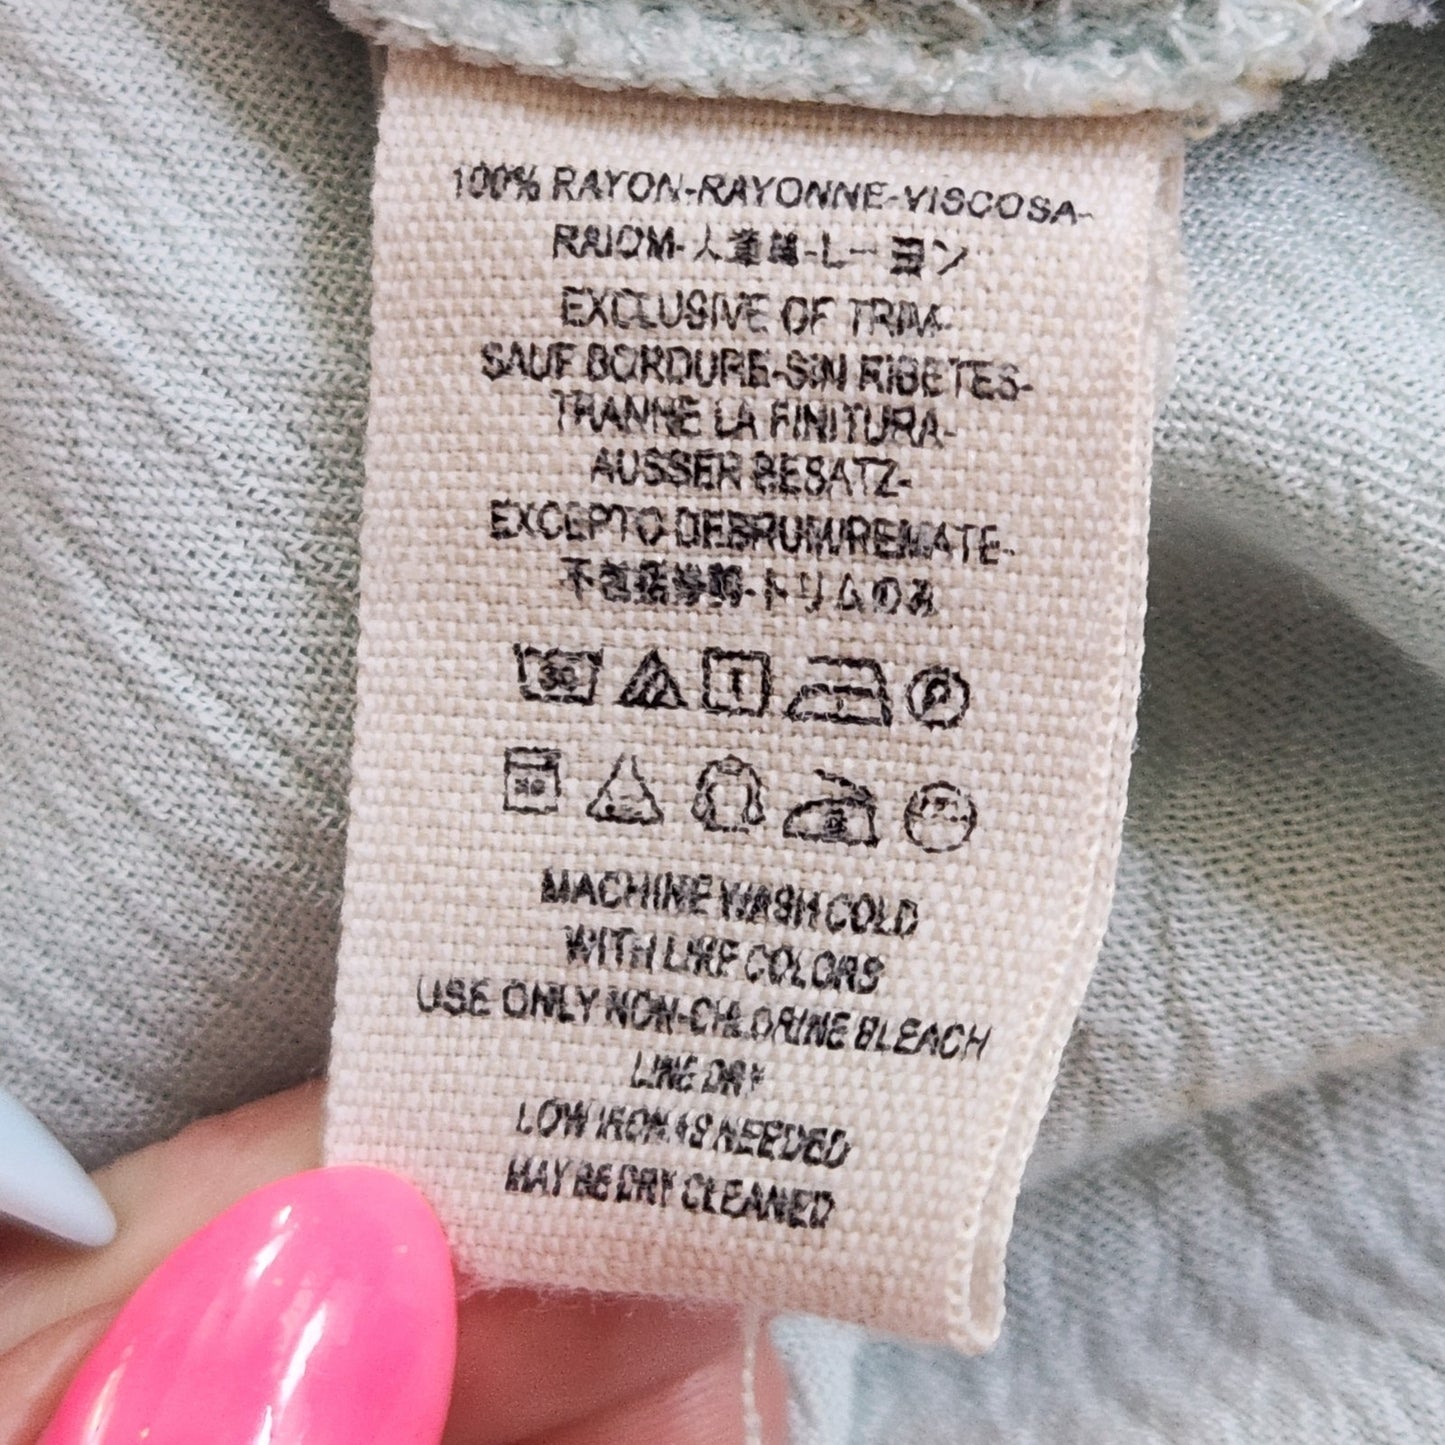 100% RAYON-RAYONNE-VISCOSA-
RAIOM-人造絲-レーヨン
EXCLUSIVE OF TRIM-
SAUF BORDURE-SIN RIBETES-
TRANNE LA FINITURA-
AUSSER BESATZ-
EXCEPTO DEBRUM/REMATE-
不包括-トリムのみ
30
P
MACHINE WASH COLD
WITH LIKE COLORS
USE ONLY NON-CHLORINE BLEACH
LINE DRY
LOW IRON AS NEEDED
MAY BE DRY CLEANED